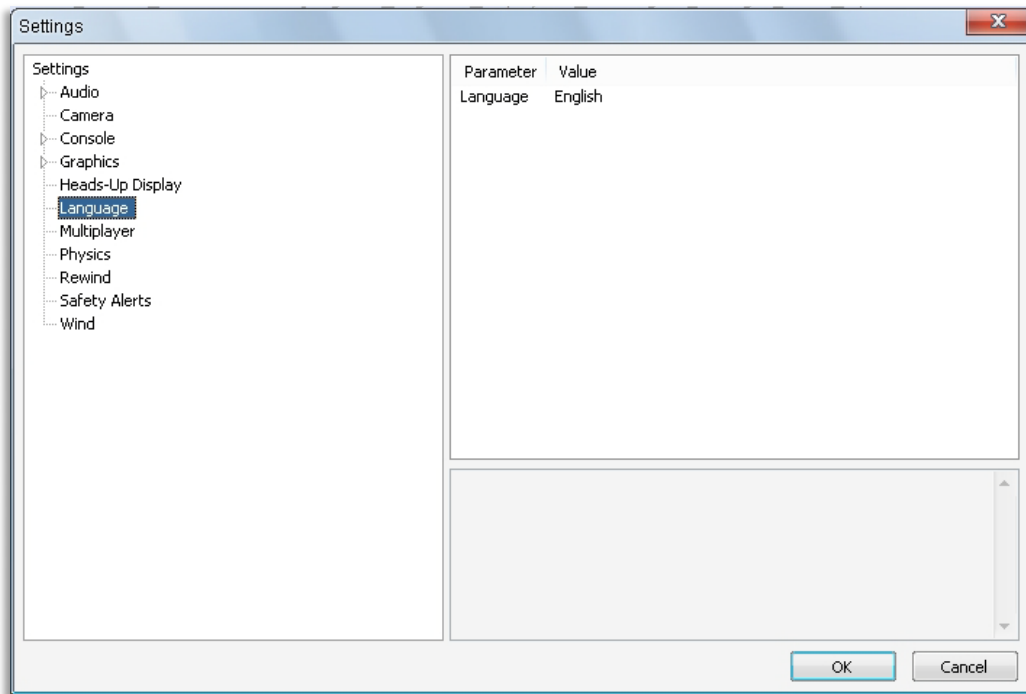 Settings
Settings
Audio
Camera
Console
Graphics
Heads-Up Display
Language
Multiplayer
Physics
Rewind
Safety Alerts
Wind
Parameter Value
Language English
OK Cancel